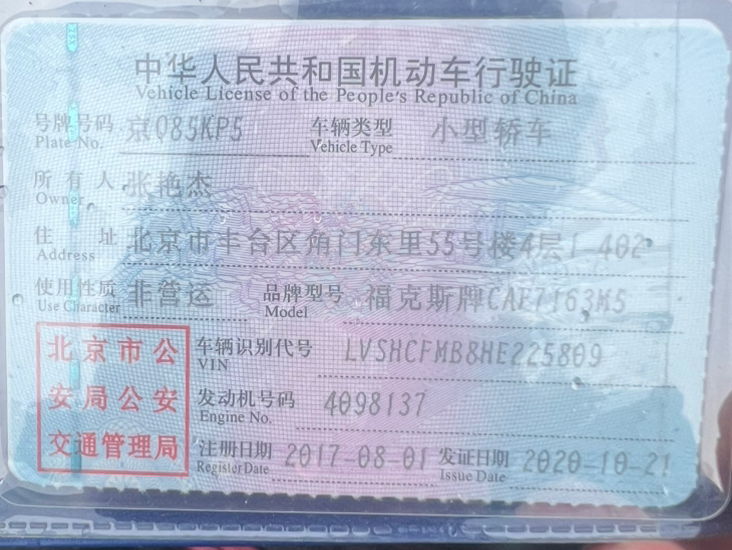 中华人民共和国机动车行驶证
Vehicle License of the People's Republic of China
号牌号码 京Q85KP5 车辆类型 小型轿车
Plate No. Vehicle Type
所有人 张艳杰
Owner
住址 北京市丰台区角门东里55号楼4层1-402
Address
使用性质 非营运 品牌型号 福克斯牌CAF7163M5
Use Character Model
北京市公 车辆识别代号 LVSHCFMB8HE225809
VIN
安局公安 发动机号码 4098137
Engine No.
交通管理局 注册日期 2017-08-01 发证日期 2020-10-21
Register Date Issue Date